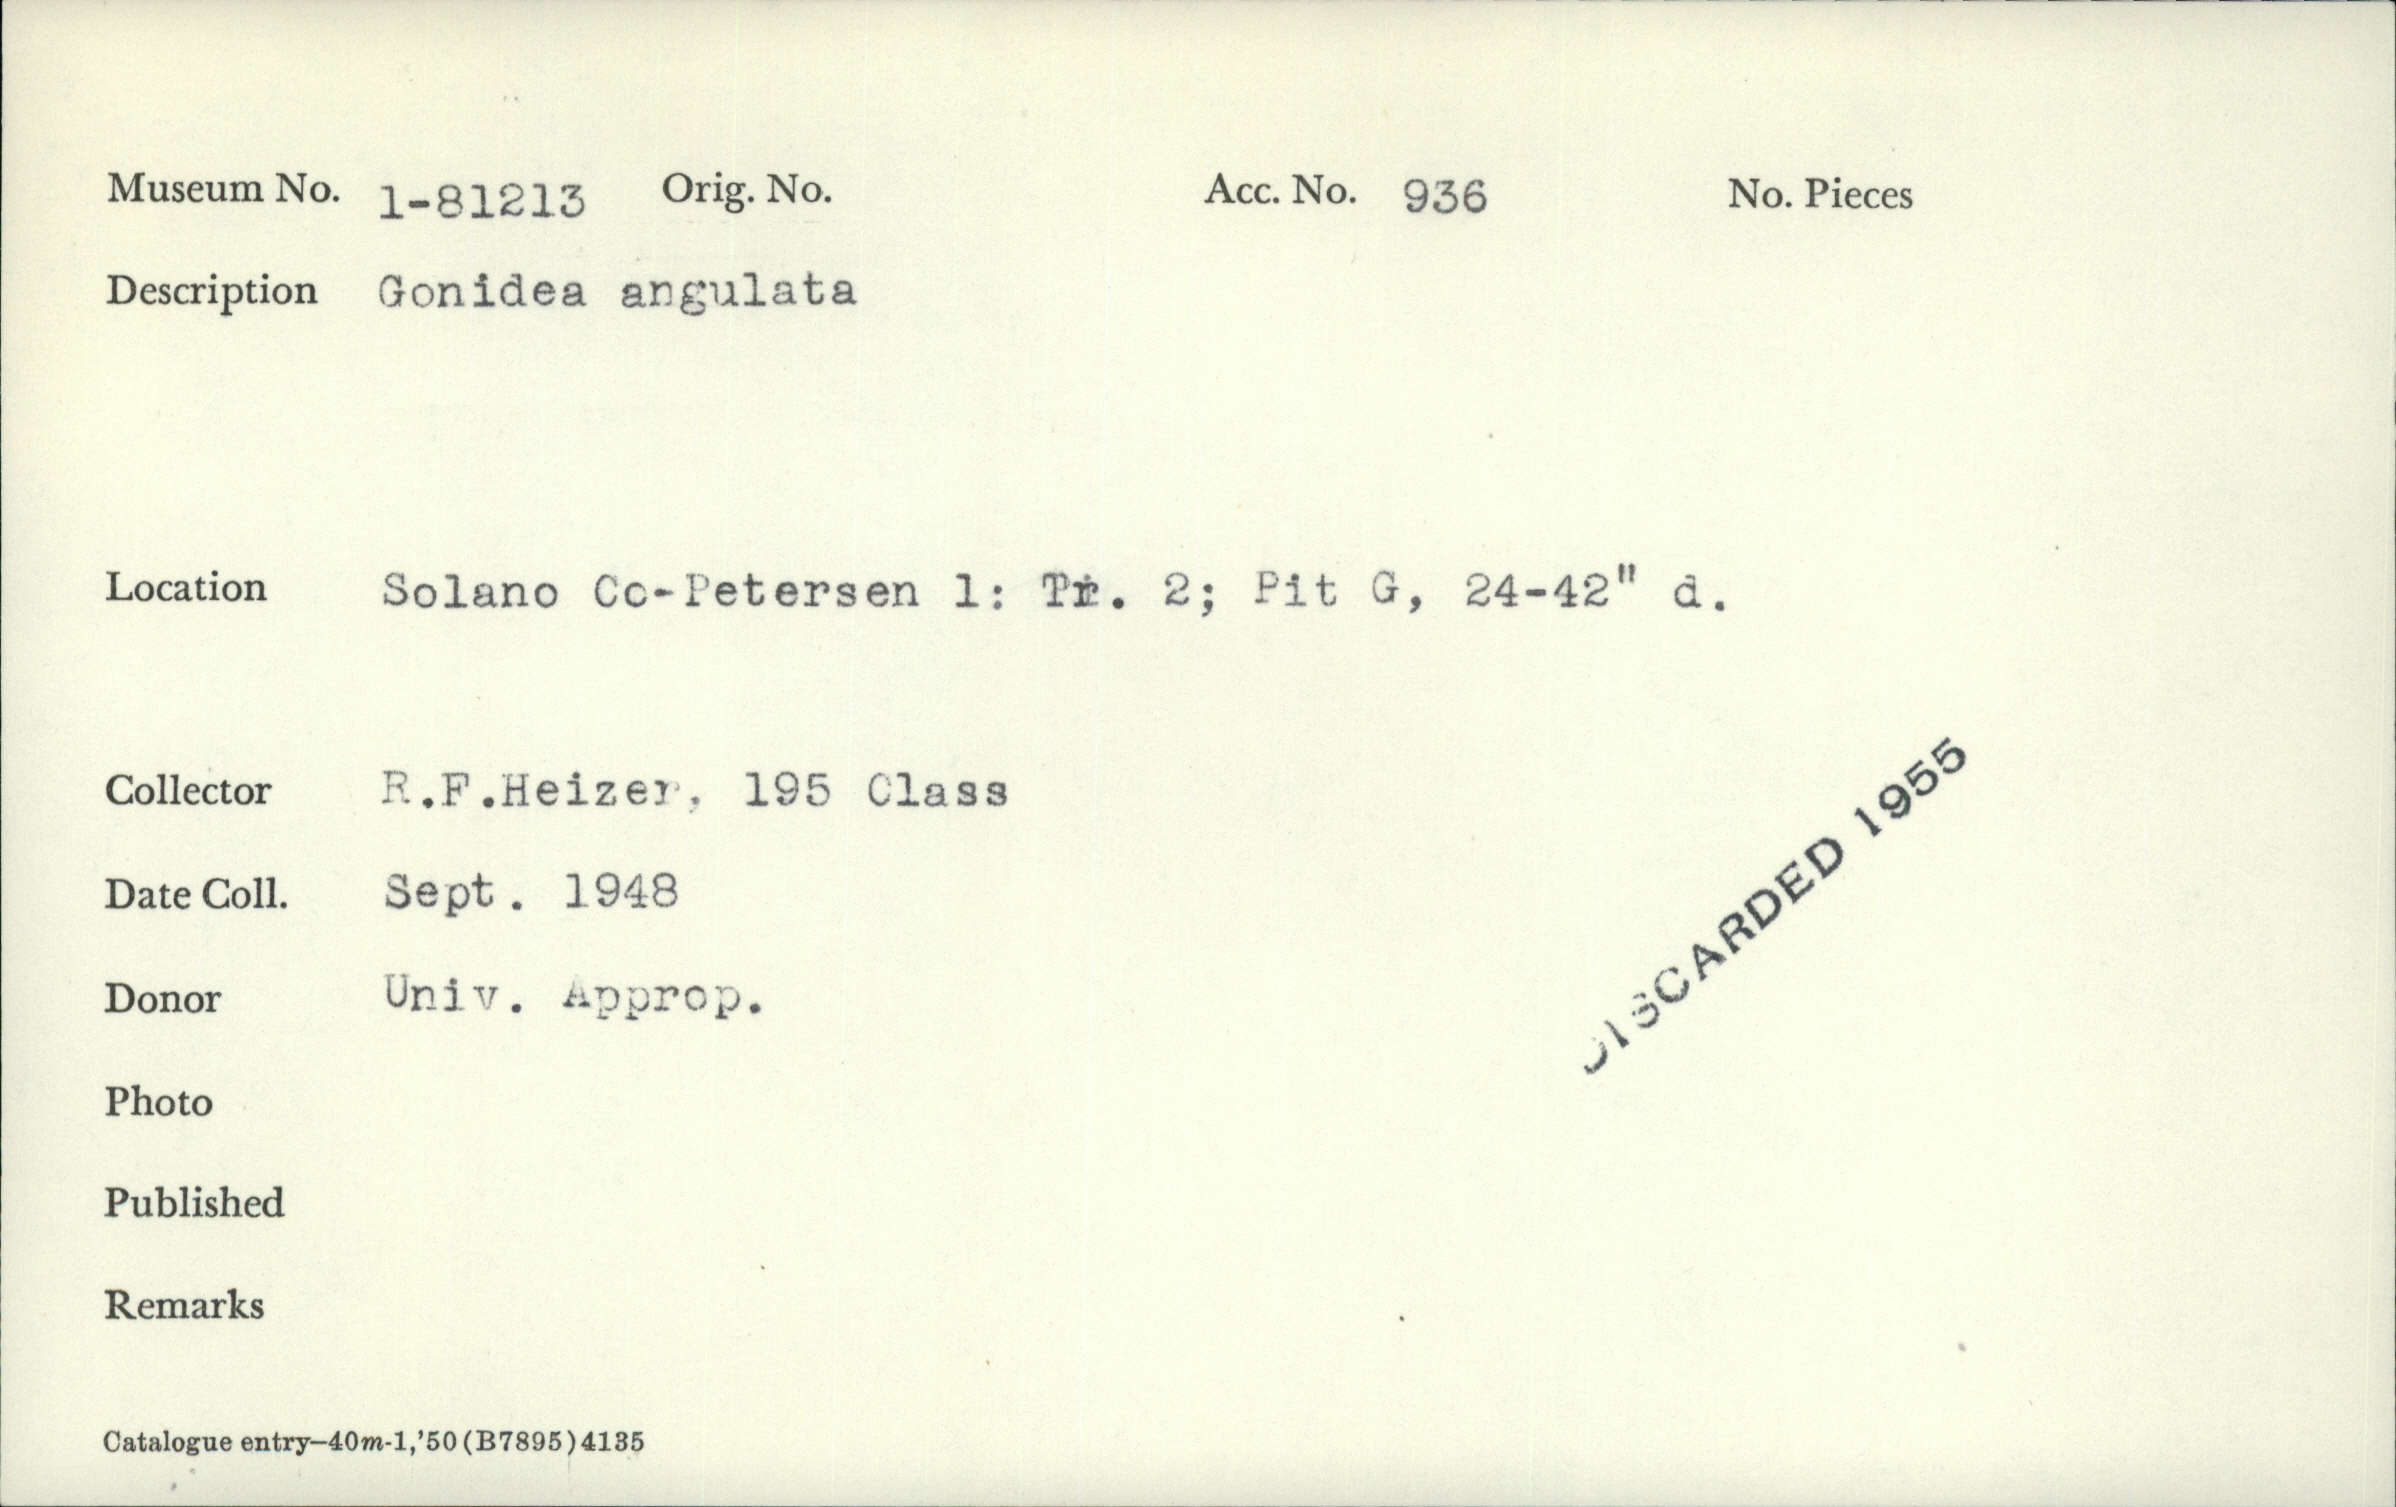 Museum No. 1-81213 Orig. No. Acc. No. 936 No. Pieces
Description Gonidea angulata
Location Solano Co-Petersen 1: Tr. 2; Pit G, 24-42" d.
Collector R.F.Heizer, 195 Class
Date Coll. Sept. 1948
Donor Univ. Approp.
DISCARDED 1955
Photo
Published
Remarks
Catalogue entry—40m-1,'50(B7895)4135